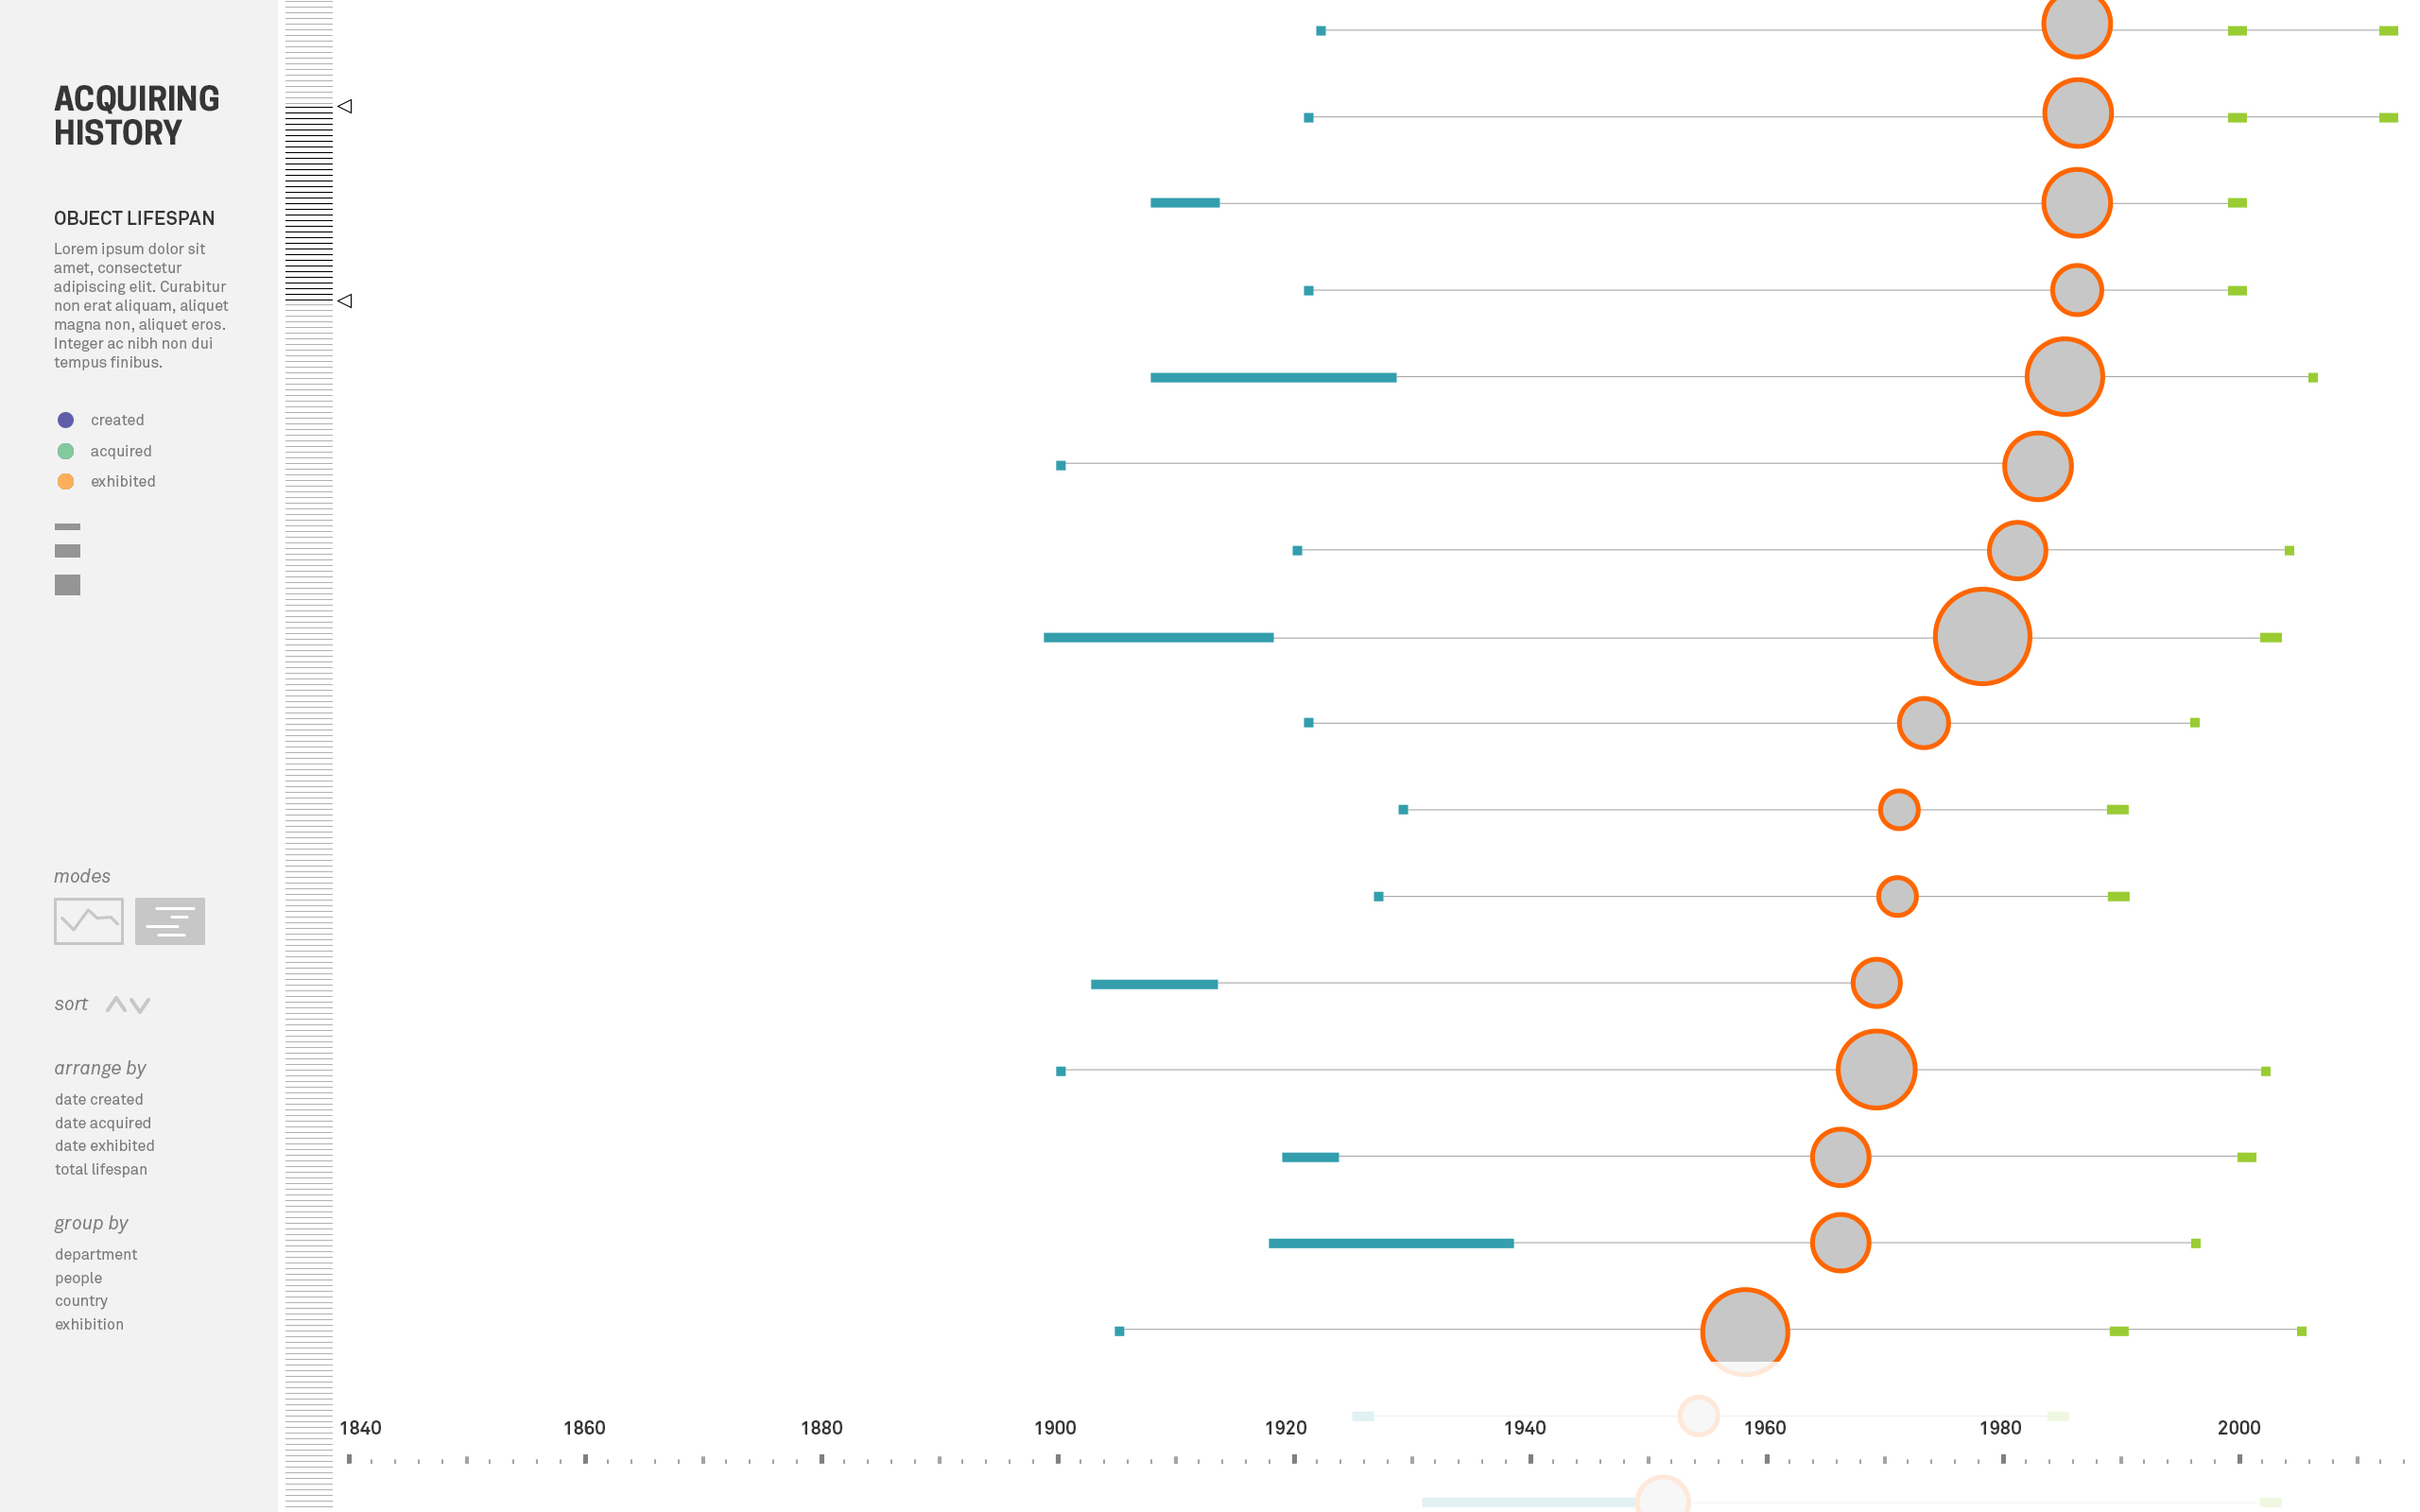 ACQUIRING
HISTORY
OBJECT LIFESPAN
Lorem ipsum dolor sit
amet, consectetur
adipiscing elit. Curabitur
non erat aliquam, aliquet
magna non, aliquet eros.
Integer ac nibh non dui
tempus finibus.
created
acquired
exhibited
modes
sort
arrange by
date created
date acquired
date exhibited
total lifespan
group by
department
people
country
exhibition
1840 1860 1880 1900 1920 1940 1960 1980 2000